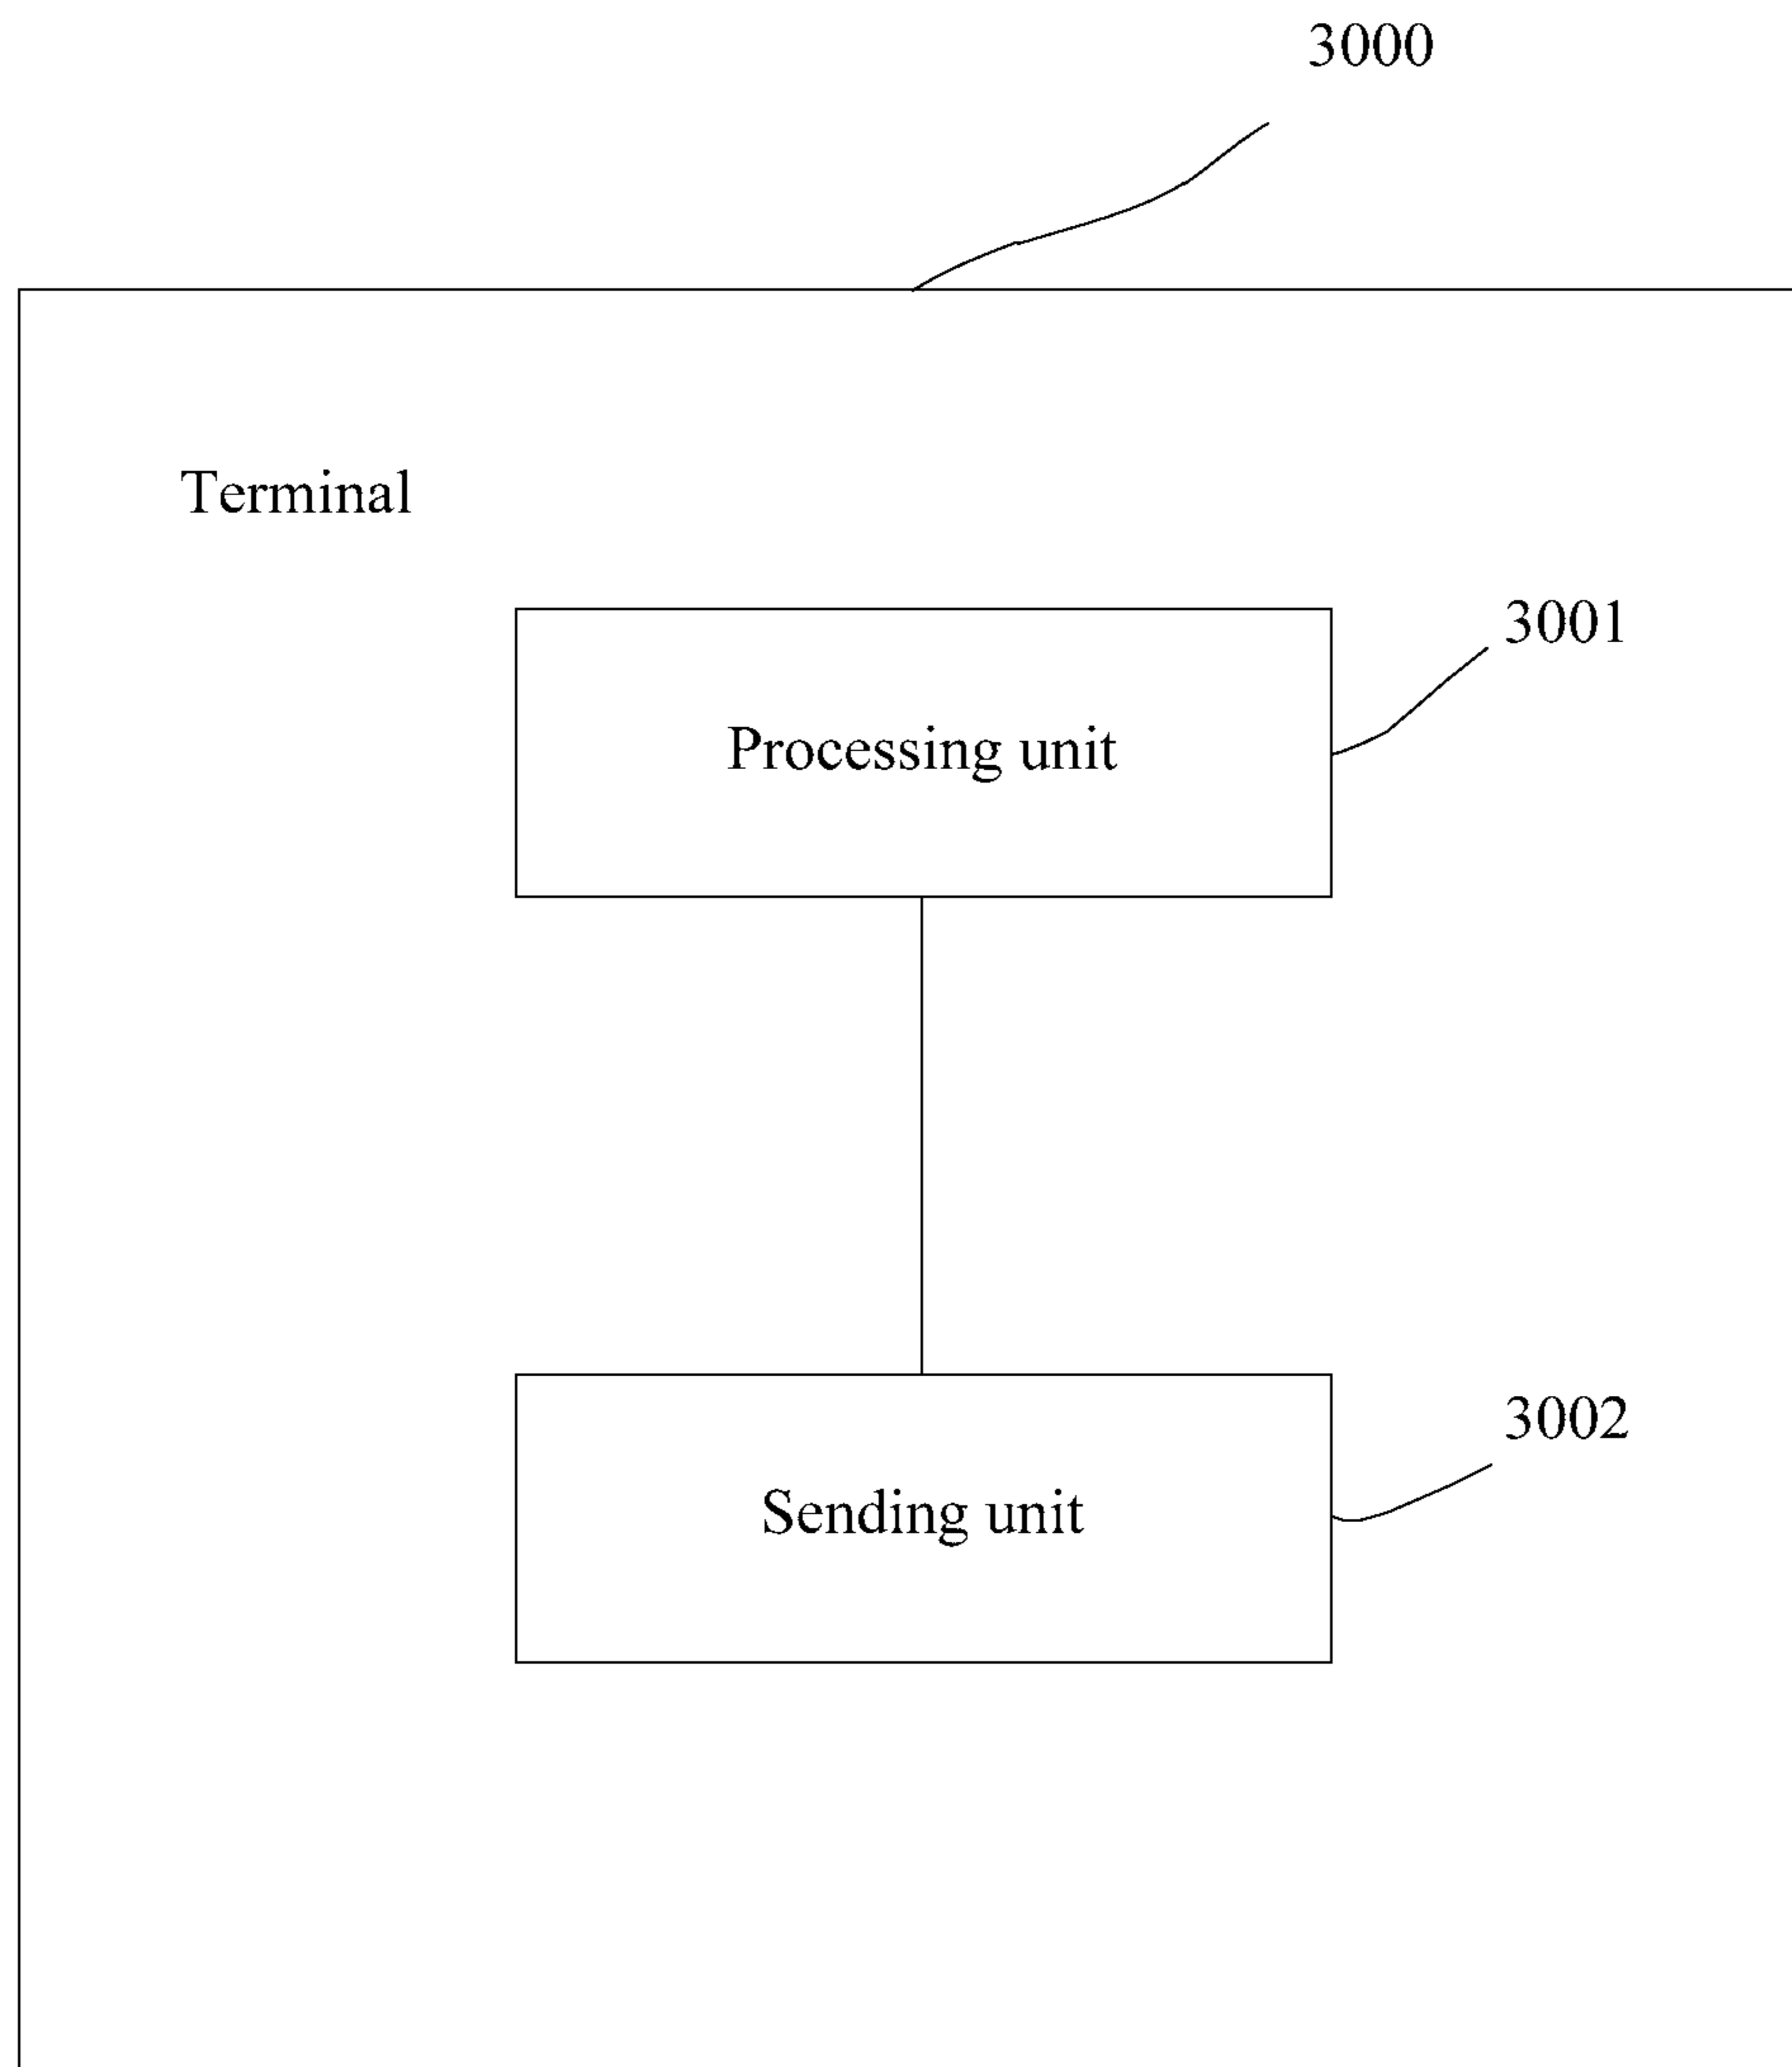 3000
Terminal
3001
Processing unit
3002
Sending unit